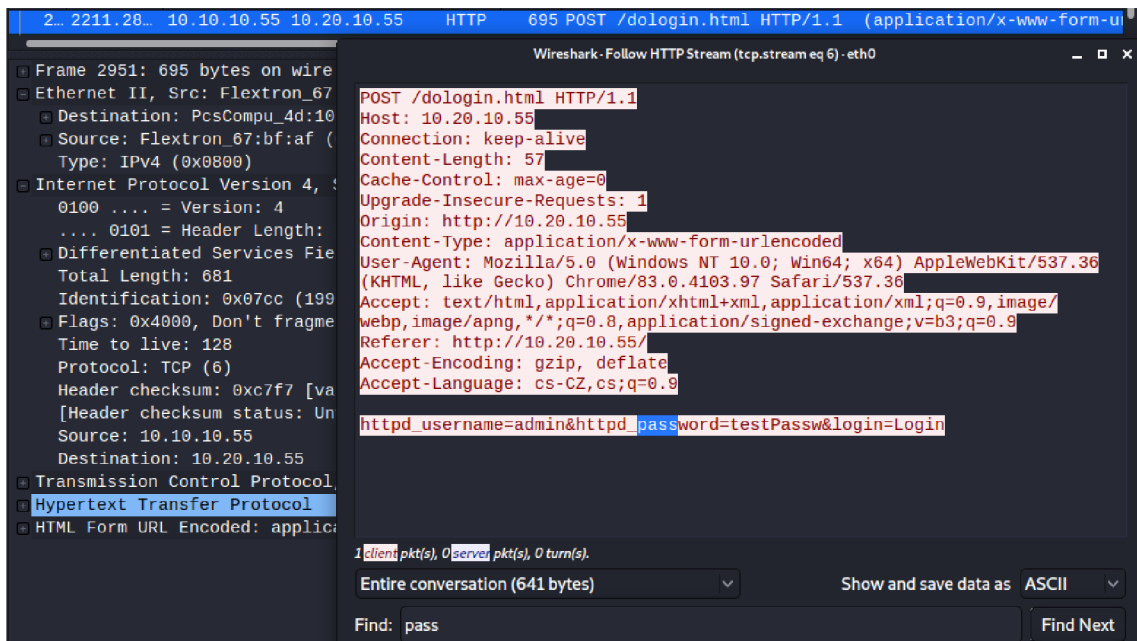 2… 2211.28… 10.10.10.55 10.20.10.55 HTTP 695 POST /dologin.html HTTP/1.1 (application/x-www-form-u
Wireshark · Follow HTTP Stream (tcp.stream eq 6) · eth0
Frame 2951: 695 bytes on wire
Ethernet II, Src: Flextron_67
Destination: PcsCompu_4d:10
Source: Flextron_67:bf:af (
Type: IPv4 (0x0800)
Internet Protocol Version 4, S
0100 .... = Version: 4
.... 0101 = Header Length:
Differentiated Services Fie
Total Length: 681
Identification: 0x07cc (199
Flags: 0x4000, Don't fragme
Time to live: 128
Protocol: TCP (6)
Header checksum: 0xc7f7 [va
[Header checksum status: Un
Source: 10.10.10.55
Destination: 10.20.10.55
Transmission Control Protocol,
Hypertext Transfer Protocol
HTML Form URL Encoded: applica
POST /dologin.html HTTP/1.1
Host: 10.20.10.55
Connection: keep-alive
Content-Length: 57
Cache-Control: max-age=0
Upgrade-Insecure-Requests: 1
Origin: http://10.20.10.55
Content-Type: application/x-www-form-urlencoded
User-Agent: Mozilla/5.0 (Windows NT 10.0; Win64; x64) AppleWebKit/537.36
(KHTML, like Gecko) Chrome/83.0.4103.97 Safari/537.36
Accept: text/html,application/xhtml+xml,application/xml;q=0.9,image/
webp,image/apng,*/*;q=0.8,application/signed-exchange;v=b3;q=0.9
Referer: http://10.20.10.55/
Accept-Encoding: gzip, deflate
Accept-Language: cs-CZ,cs;q=0.9
httpd_username=admin&httpd_password=testPassw&login=Login
1 client pkt(s), 0 server pkt(s), 0 turn(s).
Entire conversation (641 bytes)
Show and save data as ASCII
Find: pass
Find Next